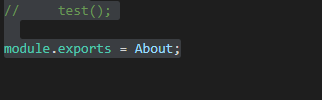 //     test();
module.exports = About;